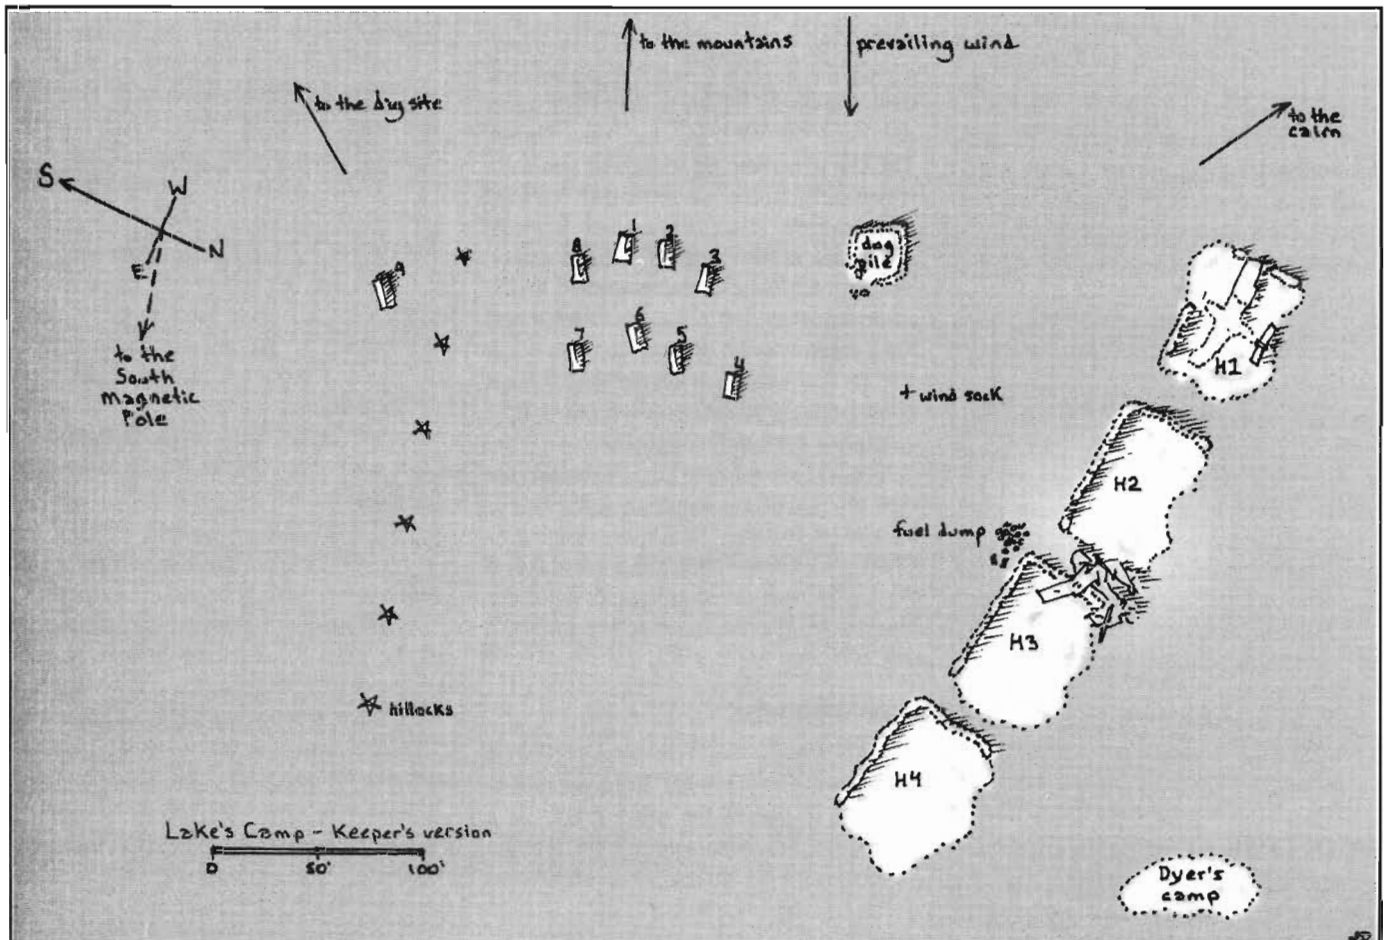 to the mountains
prevailing wind
to the dig site
to the
cairn
S
W
N
E
to the
South
magnetic
Pole
9
8
1
2
3
7
6
5
4
dog
pile
+ wind sock
H1
H2
fuel dump
H3
hillocks
H4
Lake's Camp - Keeper's version
0
50'
100'
Dyer's
camp